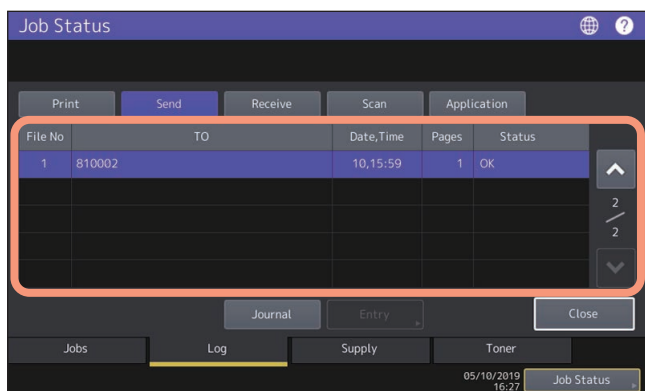 Job Status
?
Print Send Receive Scan Application
File No TO Date,Time Pages Status
1 810002 10,15:59 1 OK
2
2
Journal Entry Close
Jobs Log Supply Toner
05/10/2019
16:27
Job Status